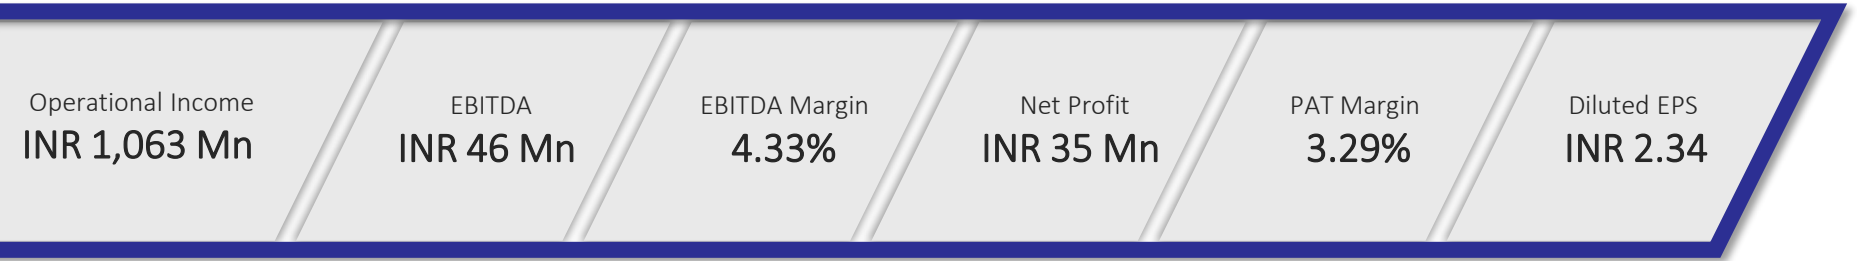 Operational Income
INR 1,063 Mn
EBITDA
INR 46 Mn
EBITDA Margin
4.33%
Net Profit
INR 35 Mn
PAT Margin
3.29%
Diluted EPS
INR 2.34